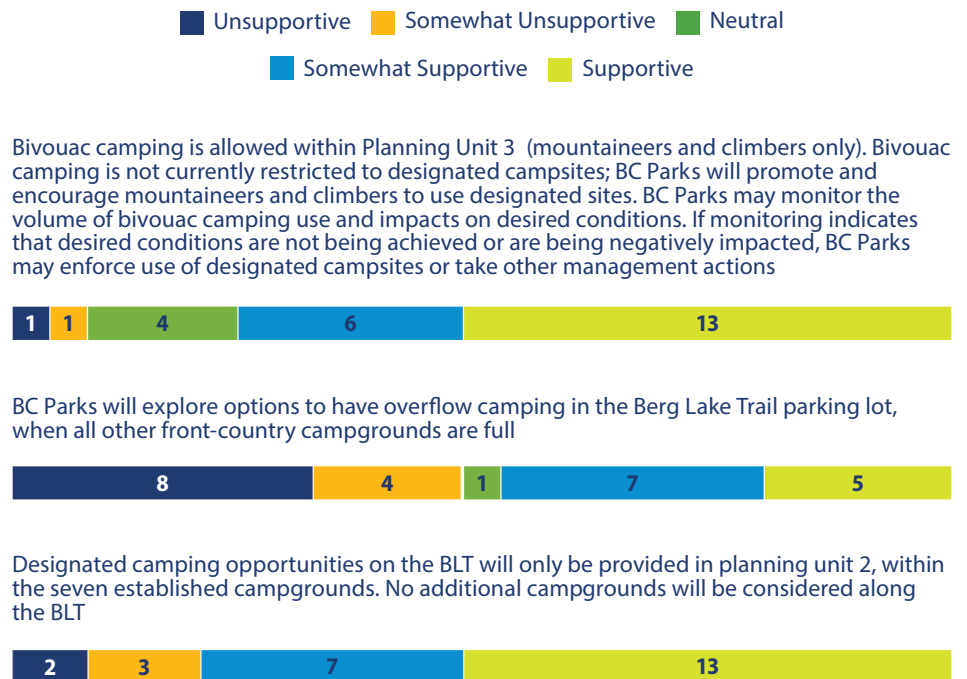 Unsupportive Somewhat Unsupportive Neutral
Somewhat Supportive Supportive
Bivouac camping is allowed within Planning Unit 3 (mountaineers and climbers only). Bivouac
camping is not currently restricted to designated campsites; BC Parks will promote and
encourage mountaineers and climbers to use designated sites. BC Parks may monitor the
volume of bivouac camping use and impacts on desired conditions. If monitoring indicates
that desired conditions are not being achieved or are being negatively impacted, BC Parks
may enforce use of designated campsites or take other management actions
1 1 4 6 13
BC Parks will explore options to have overflow camping in the Berg Lake Trail parking lot,
when all other front-country campgrounds are full
8 4 1 7 5
Designated camping opportunities on the BLT will only be provided in planning unit 2, within
the seven established campgrounds. No additional campgrounds will be considered along
the BLT
2 3 7 13